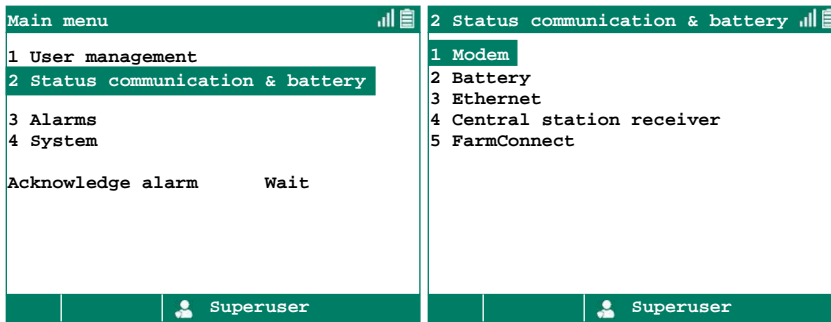 Main menu
1 User management
2 Status communication & battery
3 Alarms
4 System
Acknowledge alarm Wait
Superuser
2 Status communication & battery
1 Modem
2 Battery
3 Ethernet
4 Central station receiver
5 FarmConnect
Superuser